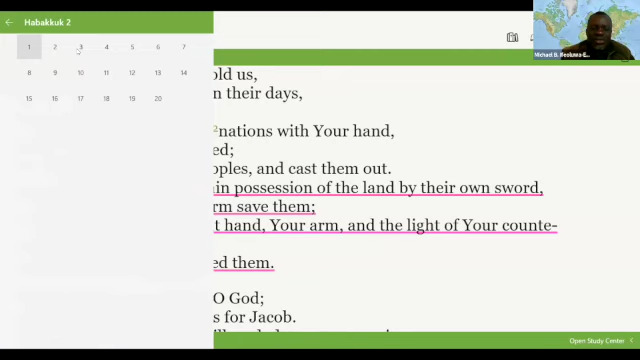 Habakkuk 2
1 2 3 4 5 6 7
8 9 10 11 12 13 14
15 16 17 18 19 20
old us,
n their days,
2 nations with Your hand,
ed;
oples, and cast them out.
in possession of the land by their own sword,
rm save them;
t hand, Your arm, and the light of Your counte-
ed them.
O God;
s for Jacob.
Michael B.
Open Study Center